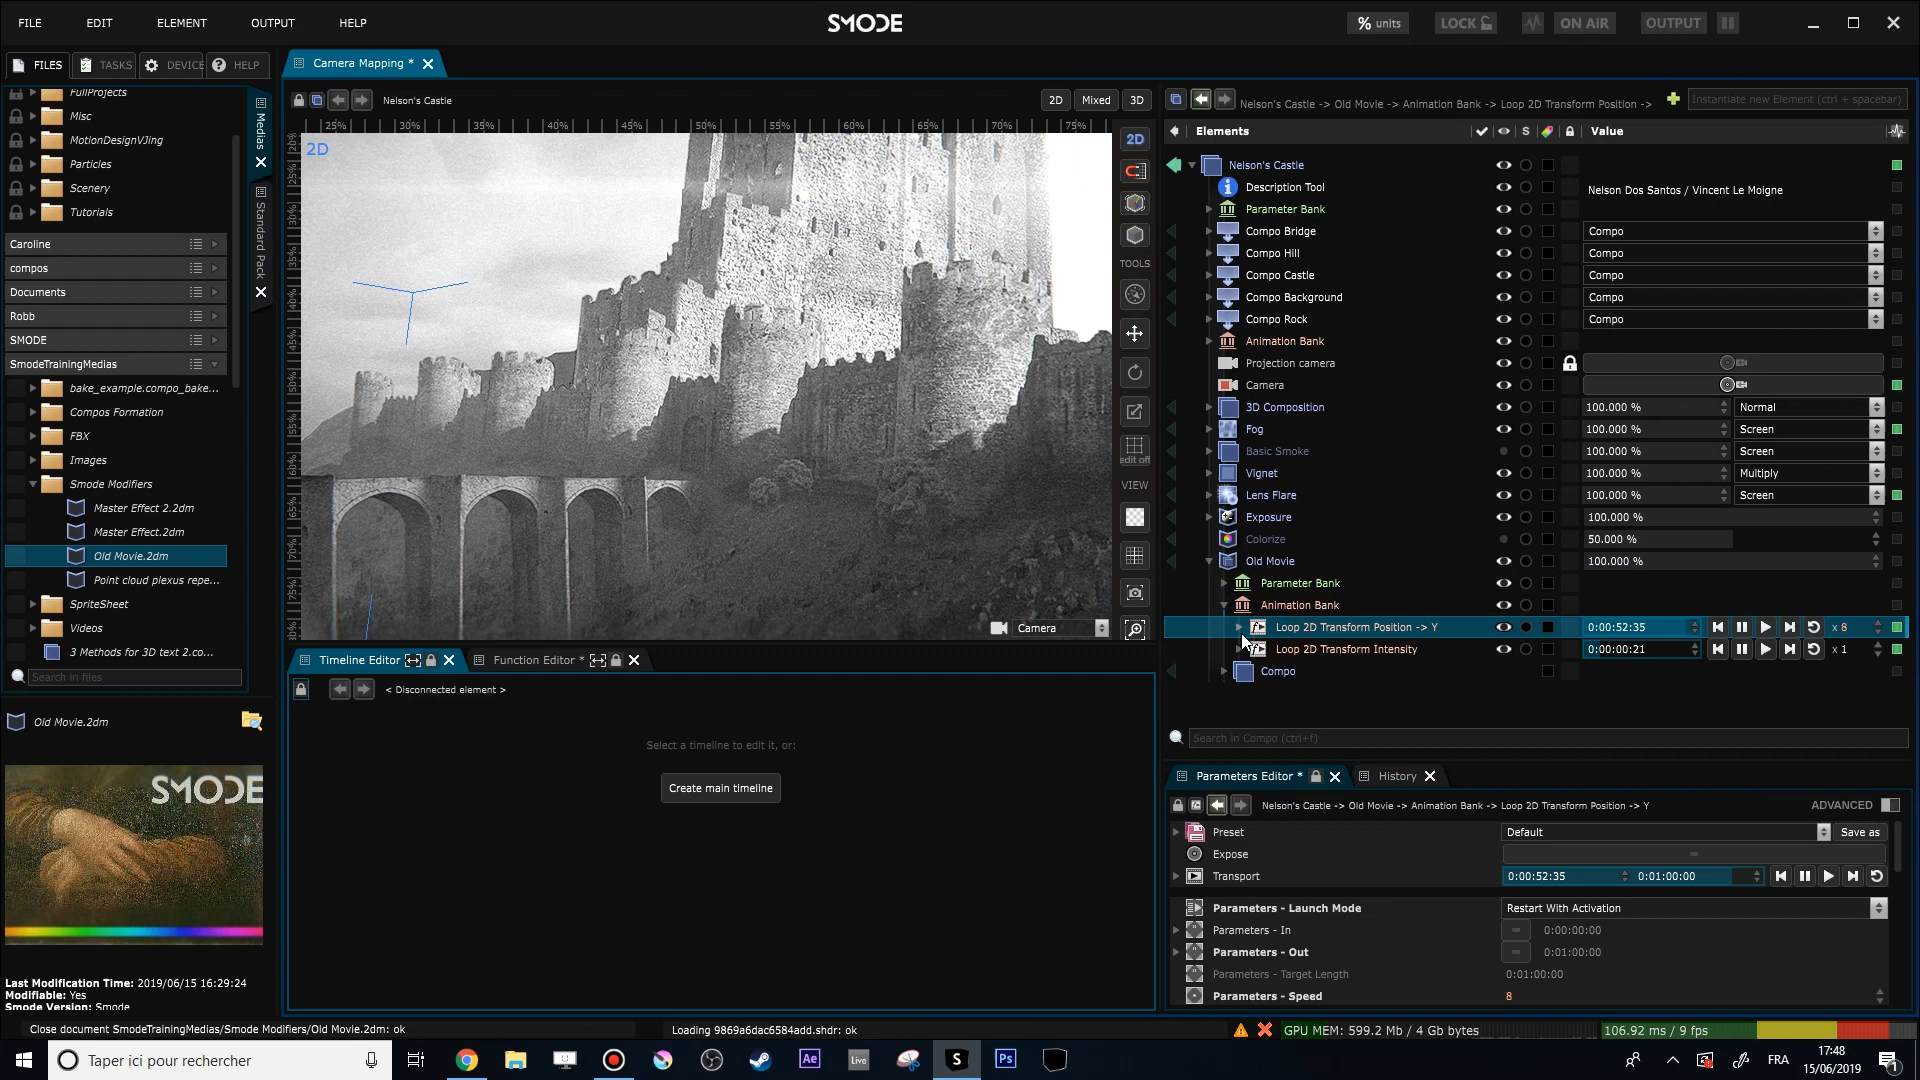 FILE EDIT ELEMENT OUTPUT HELP
SMODE
% units LOCK ON AIR OUTPUT
FILES TASKS DEVICE HELP
Camera Mapping *
FullProjects
Misc
MotionDesignVJing
Particles
Scenery
Tutorials
Caroline
compos
Documents
Robb
SMODE
SmodeTrainingMedias
bake_example.compo_bake...
Compos Formation
FBX
Images
Smode Modifiers
Master Effect 2.2dm
Master Effect.2dm
Old Movie.2dm
Point cloud plexus repe...
SpriteSheet
Videos
3 Methods for 3D text 2.co...
Search in files
Medias
Standard Pack
Old Movie.2dm
SMODE
Last Modification Time: 2019/06/15 16:29:24
Modifiable: Yes
Smode Version: Smode
Nelson's Castle
2D Mixed 3D
25% 30% 35% 40% 45% 50% 55% 60% 65% 70% 75%
2D
2D
TOOLS
edit off
VIEW
Camera
Timeline Editor Function Editor *
< Disconnected element >
Select a timeline to edit it, or:
Create main timeline
Nelson's Castle -> Old Movie -> Animation Bank -> Loop 2D Transform Position ->
Instantiate new Element (ctrl + spacebar)
Elements S Value
Nelson's Castle
Description Tool Nelson Dos Santos / Vincent Le Moigne
Parameter Bank
Compo Bridge Compo
Compo Hill Compo
Compo Castle Compo
Compo Background Compo
Compo Rock Compo
Animation Bank
Projection camera
Camera
3D Composition 100.000 % Normal
Fog 100.000 % Screen
Basic Smoke 100.000 % Screen
Vignet 100.000 % Multiply
Lens Flare 100.000 % Screen
Exposure 100.000 %
Colorize 50.000 %
Old Movie 100.000 %
Parameter Bank
Animation Bank
Loop 2D Transform Position -> Y 0:00:52:35 x 8
Loop 2D Transform Intensity 0:00:00:21 x 1
Compo
Search in Compo (ctrl+f)
Parameters Editor * History
Nelson's Castle -> Old Movie -> Animation Bank -> Loop 2D Transform Position -> Y ADVANCED
Preset Default Save as
Expose
Transport 0:00:52:35 0:01:00:00
Parameters - Launch Mode Restart With Activation
Parameters - In 0:00:00:00
Parameters - Out 0:01:00:00
Parameters - Target Length 0:01:00:00
Parameters - Speed 8
Close document SmodeTrainingMedias/Smode Modifiers/Old Movie.2dm: ok
Loading 9869a6dac6584add.shdr: ok
GPU MEM: 599.2 Mb / 4 Gb bytes
106.92 ms / 9 fps
Taper ici pour rechercher
Ae Live S Ps
FRA
17:48
15/06/2019
1